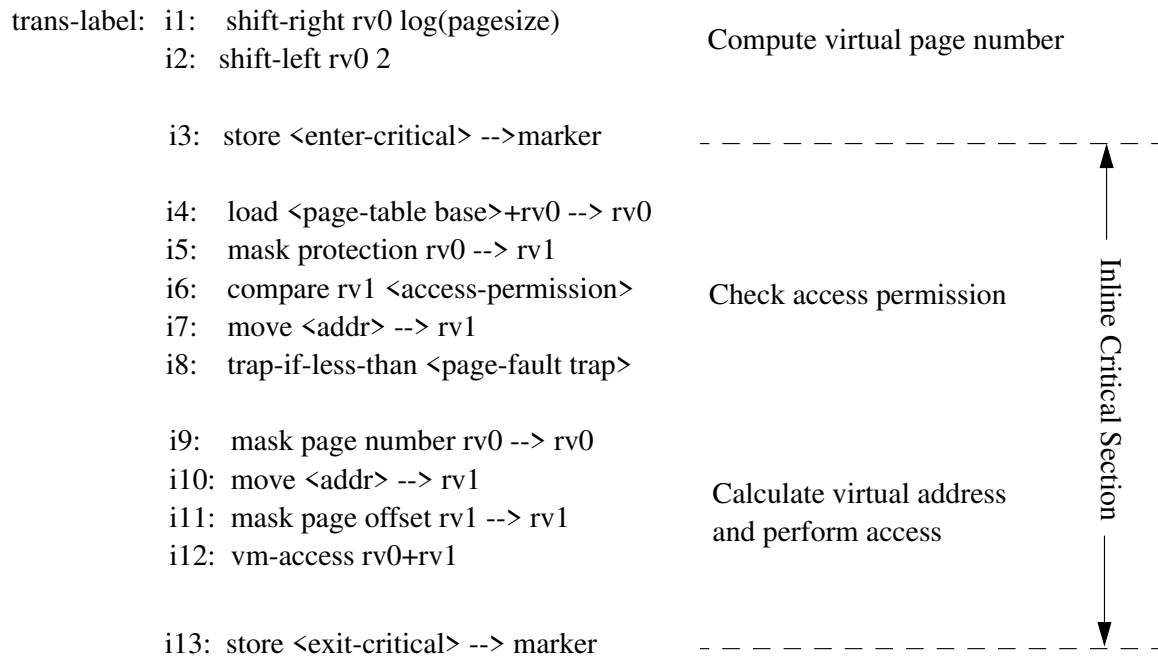 trans-label: i1: shift-right rv0 log(pagesize)
i2: shift-left rv0 2
Compute virtual page number
i3: store <enter-critical> -->marker
i4: load <page-table base>+rv0 --> rv0
i5: mask protection rv0 --> rv1
i6: compare rv1 <access-permission>
i7: move <addr> --> rv1
i8: trap-if-less-than <page-fault trap>
Check access permission
i9: mask page number rv0 --> rv0
i10: move <addr> --> rv1
i11: mask page offset rv1 --> rv1
i12: vm-access rv0+rv1
Calculate virtual address
and perform access
i13: store <exit-critical> --> marker
Inline Critical Section